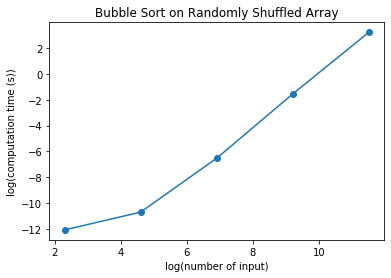 Bubble Sort on Randomly Shuffled Array
log(computation time (s))
2
0
−2
−4
−6
−8
−10
−12
2 4 6 8 10
log(number of input)